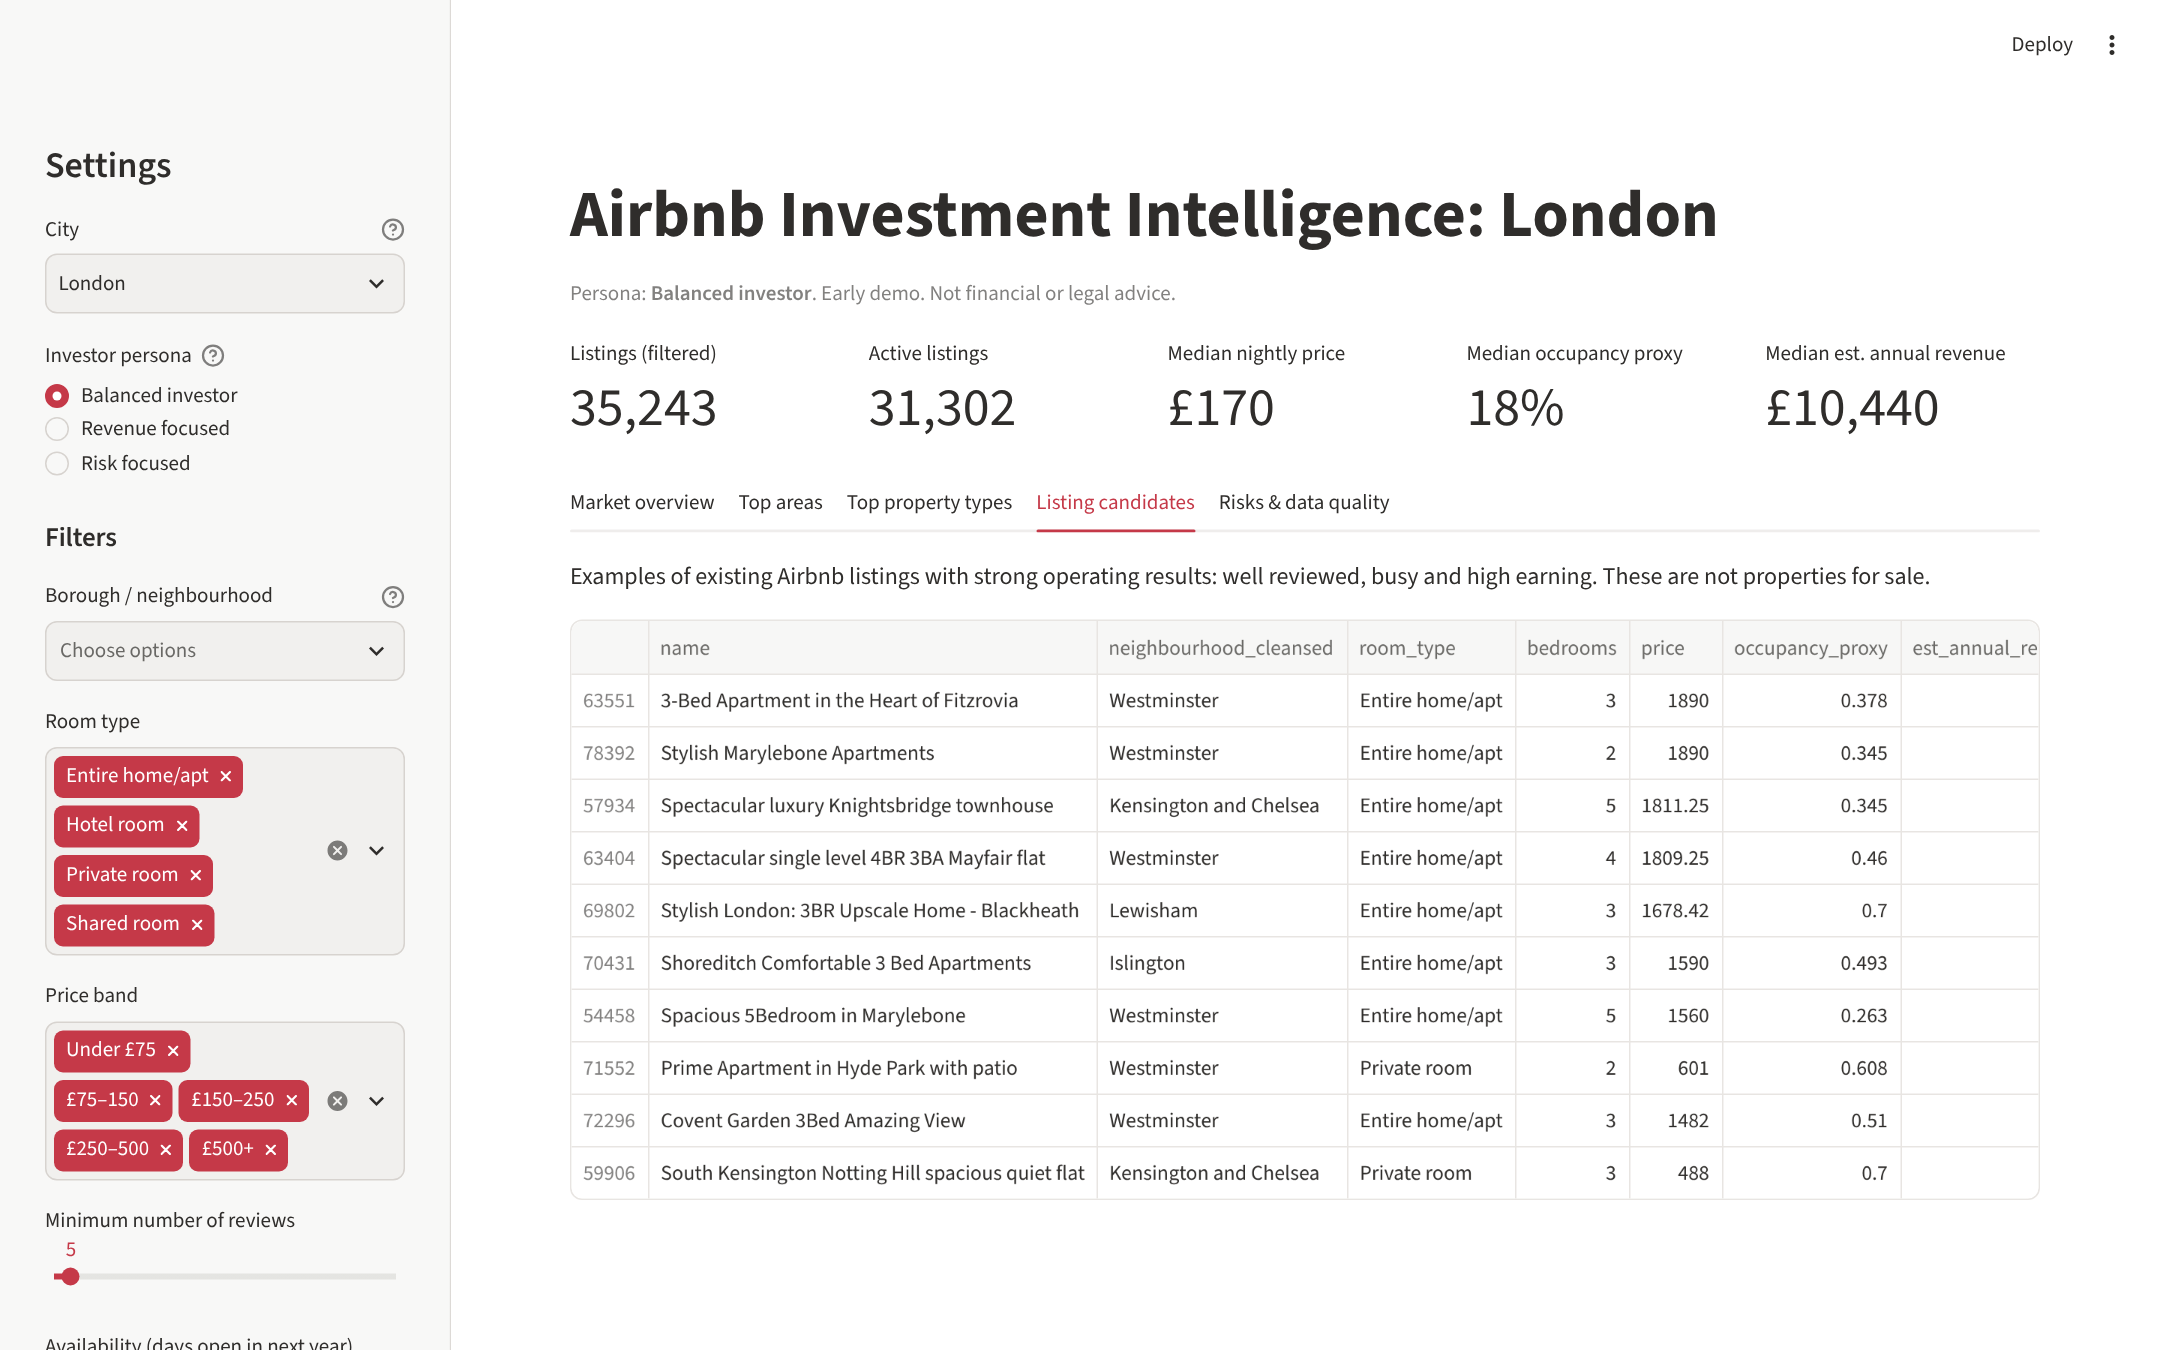 Deploy
Settings
City
London
Investor persona
Balanced investor
Revenue focused
Risk focused
Filters
Borough / neighbourhood
Choose options
Room type
Entire home/apt
Hotel room
Private room
Shared room
Price band
Under £75
£75–150 £150–250
£250–500 £500+
Minimum number of reviews
5
Availability (days open in next year)
Airbnb Investment Intelligence: London
Persona: Balanced investor. Early demo. Not financial or legal advice.
Listings (filtered) Active listings Median nightly price Median occupancy proxy Median est. annual revenue
35,243 31,302 £170 18% £10,440
Market overview Top areas Top property types Listing candidates Risks & data quality
Examples of existing Airbnb listings with strong operating results: well reviewed, busy and high earning. These are not properties for sale.
name neighbourhood_cleansed room_type bedrooms price occupancy_proxy est_annual_re
63551 3-Bed Apartment in the Heart of Fitzrovia Westminster Entire home/apt 3 1890 0.378
78392 Stylish Marylebone Apartments Westminster Entire home/apt 2 1890 0.345
57934 Spectacular luxury Knightsbridge townhouse Kensington and Chelsea Entire home/apt 5 1811.25 0.345
63404 Spectacular single level 4BR 3BA Mayfair flat Westminster Entire home/apt 4 1809.25 0.46
69802 Stylish London: 3BR Upscale Home - Blackheath Lewisham Entire home/apt 3 1678.42 0.7
70431 Shoreditch Comfortable 3 Bed Apartments Islington Entire home/apt 3 1590 0.493
54458 Spacious 5Bedroom in Marylebone Westminster Entire home/apt 5 1560 0.263
71552 Prime Apartment in Hyde Park with patio Westminster Private room 2 601 0.608
72296 Covent Garden 3Bed Amazing View Westminster Entire home/apt 3 1482 0.51
59906 South Kensington Notting Hill spacious quiet flat Kensington and Chelsea Private room 3 488 0.7